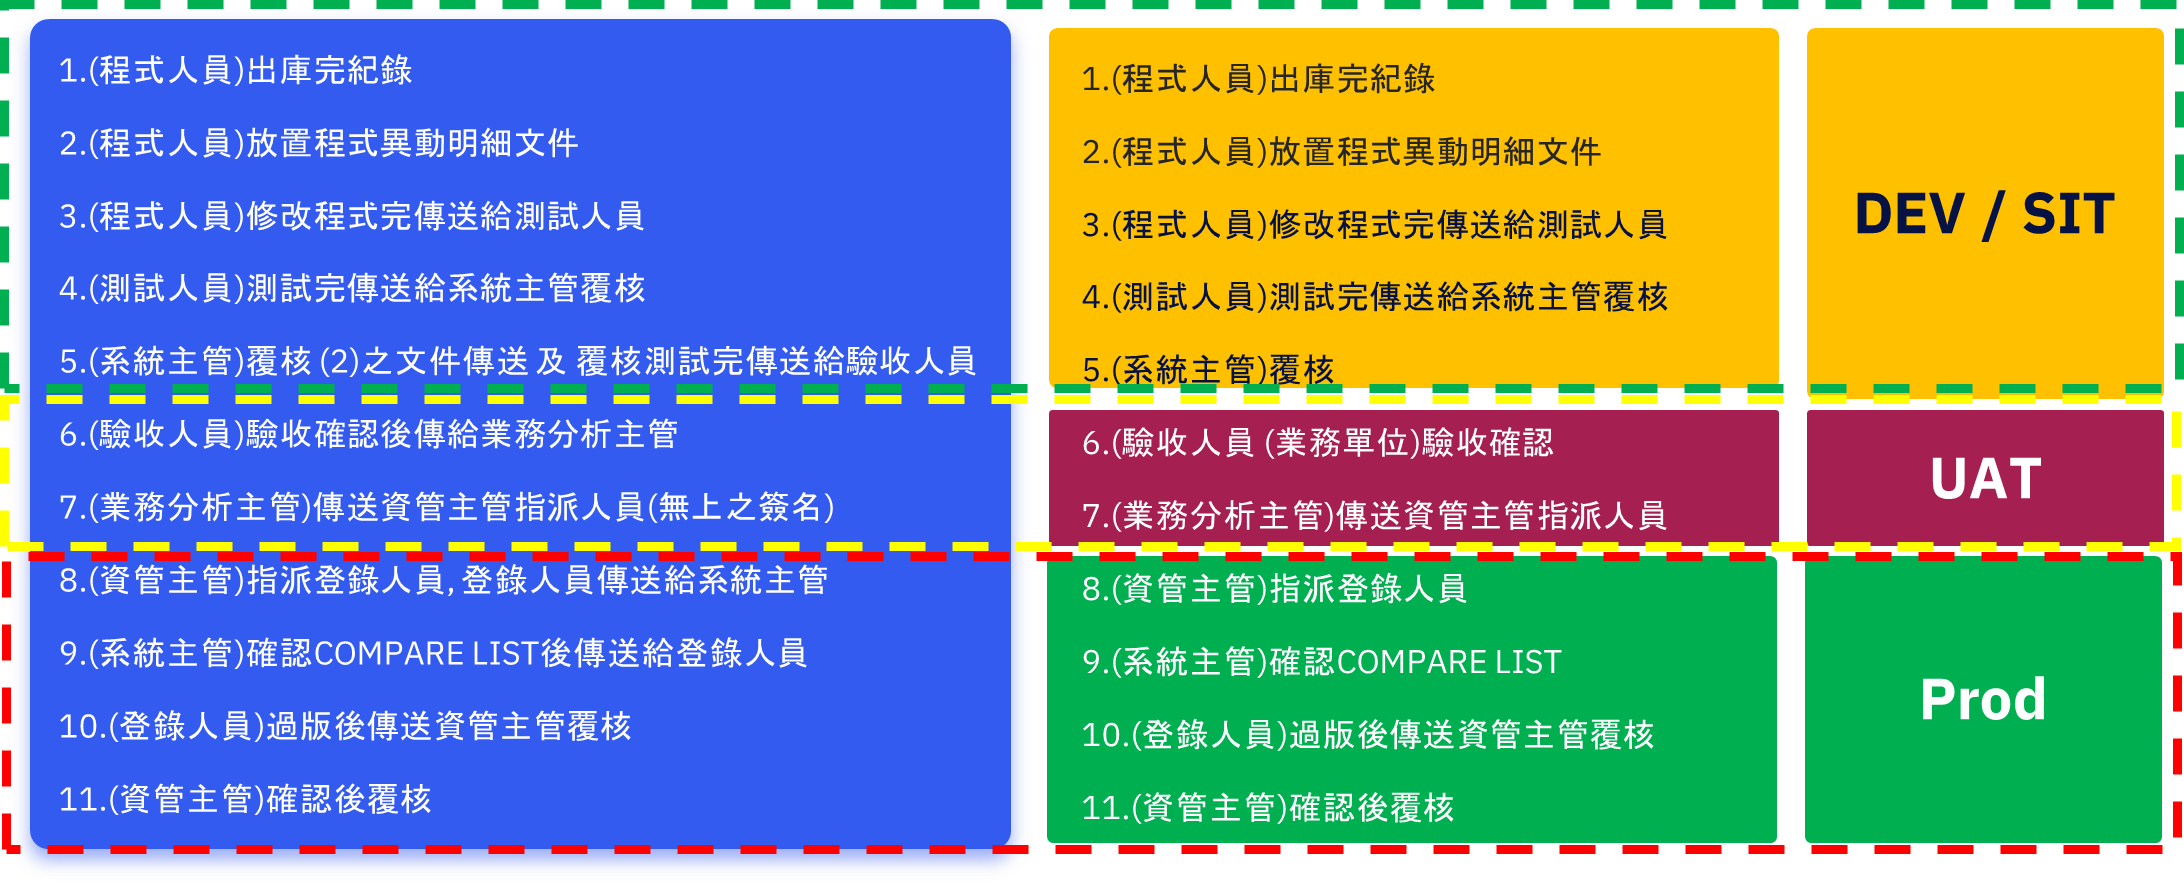 1.(程式人員)出庫完紀錄
2.(程式人員)放置程式異動明細文件
3.(程式人員)修改程式完傳送給測試人員
4.(測試人員)測試完傳送給系統主管覆核
5.(系統主管)覆核 (2)之文件傳送 及 覆核測試完傳送給驗收人員
6.(驗收人員)驗收確認後傳給業務分析主管
7.(業務分析主管)傳送資管主管指派人員(無上之簽名)
8.(資管主管)指派登錄人員, 登錄人員傳送給系統主管
9.(系統主管)確認COMPARE LIST後傳送給登錄人員
10.(登錄人員)過版後傳送資管主管覆核
11.(資管主管)確認後覆核
1.(程式人員)出庫完紀錄
2.(程式人員)放置程式異動明細文件
3.(程式人員)修改程式完傳送給測試人員
4.(測試人員)測試完傳送給系統主管覆核
5.(系統主管)覆核
6.(驗收人員 (業務單位)驗收確認
7.(業務分析主管)傳送資管主管指派人員
8.(資管主管)指派登錄人員
9.(系統主管)確認COMPARE LIST
10.(登錄人員)過版後傳送資管主管覆核
11.(資管主管)確認後覆核
DEV / SIT
UAT
Prod